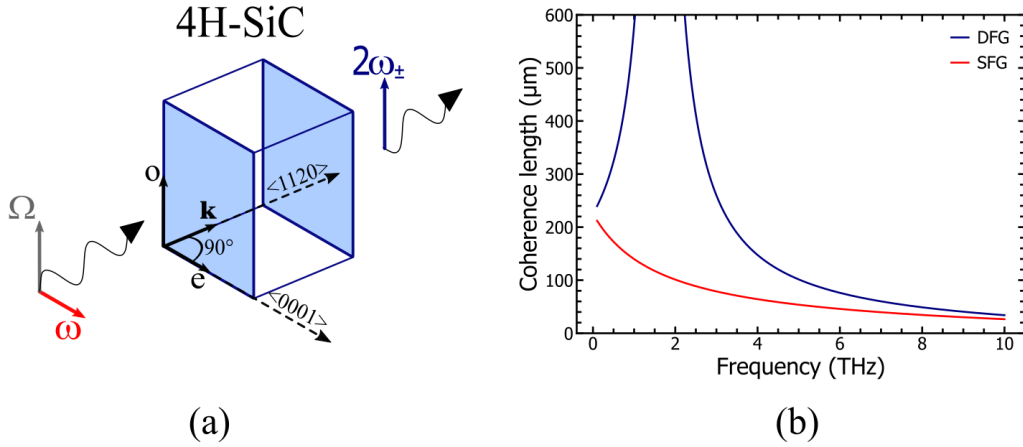 4H-SiC
2ω±
<1120>
o
k
90°
e
<0001>
Ω
ω
(a)
600
500
400
300
200
100
0
Coherence length (μm)
DFG
SFG
0
2
4
6
8
10
Frequency (THz)
(b)